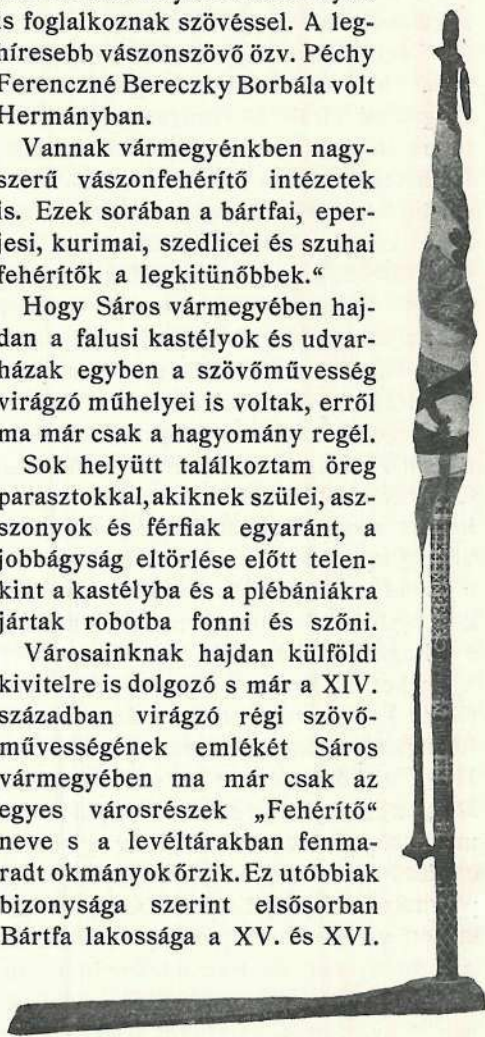 is foglalkoznak szövéssel. A leg-
híresebb vászonszövő özv. Péchy
Ferenczné Bereczky Borbála volt
Hermányban.
Vannak vármegyénkben nagy-
szerű vászonfehérítő intézetek
is. Ezek sorában a bártfai, eper-
jesi, kurimai, szedlicei és szuhai
fehérítők a legkitünőbbek.“
Hogy Sáros vármegyében haj-
dan a falusi kastélyok és udvar-
házak egyben a szövőművesség
virágzó műhelyei is voltak, erről
ma már csak a hagyomány regél.
Sok helyütt találkoztam öreg
parasztokkal, akiknek szülei, asz-
szonyok és férfiak egyaránt, a
jobbágyság eltörlése előtt telen-
kint a kastélyba és a plébániákra
jártak robotba fonni és szőni.
Városainknak hajdan külföldi
kivitelre is dolgozó s már a XIV.
században virágzó régi szövő-
művességének emlékét Sáros
vármegyében ma már csak az
egyes városrészek „Fehérítő“
neve s a levéltárakban fenma-
radt okmányok őrzik. Ez utóbbiak
bizonysága szerint elsősorban
Bártfa lakossága a XV. és XVI.